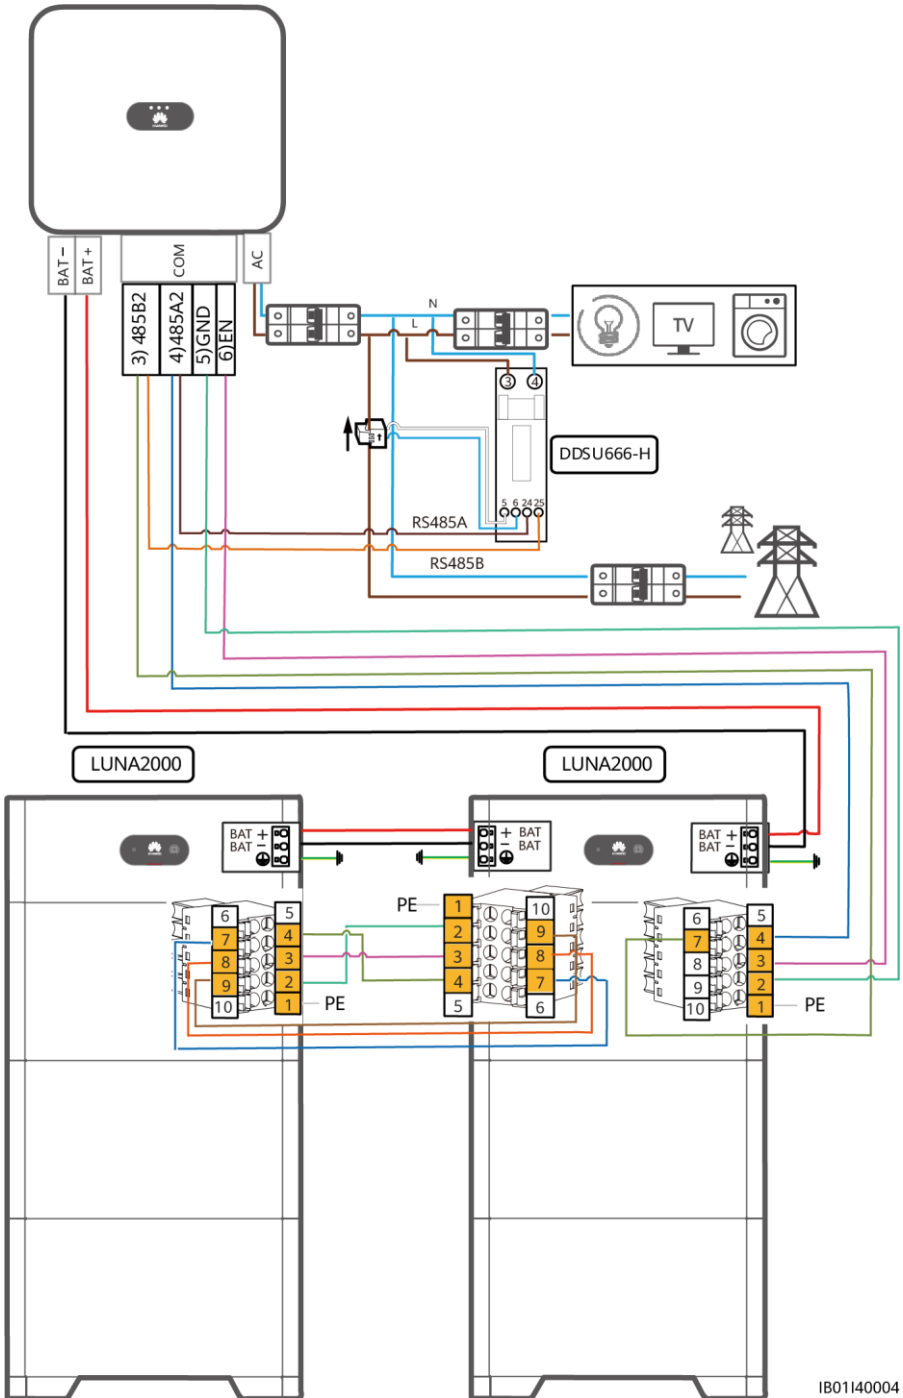 BAT −
BAT +
COM
AC
3) 485B2
4)485A2
5)GND
6)EN
N
L
TV
3 4
DDSU666-H
5 6 24 25
RS485A
RS485B
LUNA2000
LUNA2000
BAT +
BAT −
+ BAT
− BAT
BAT +
BAT −
6
7
8
9
10
5
4
3
2
1
PE
PE
1
2
3
4
5
10
9
8
7
6
6
7
8
9
10
5
4
3
2
1
PE
IB01I40004